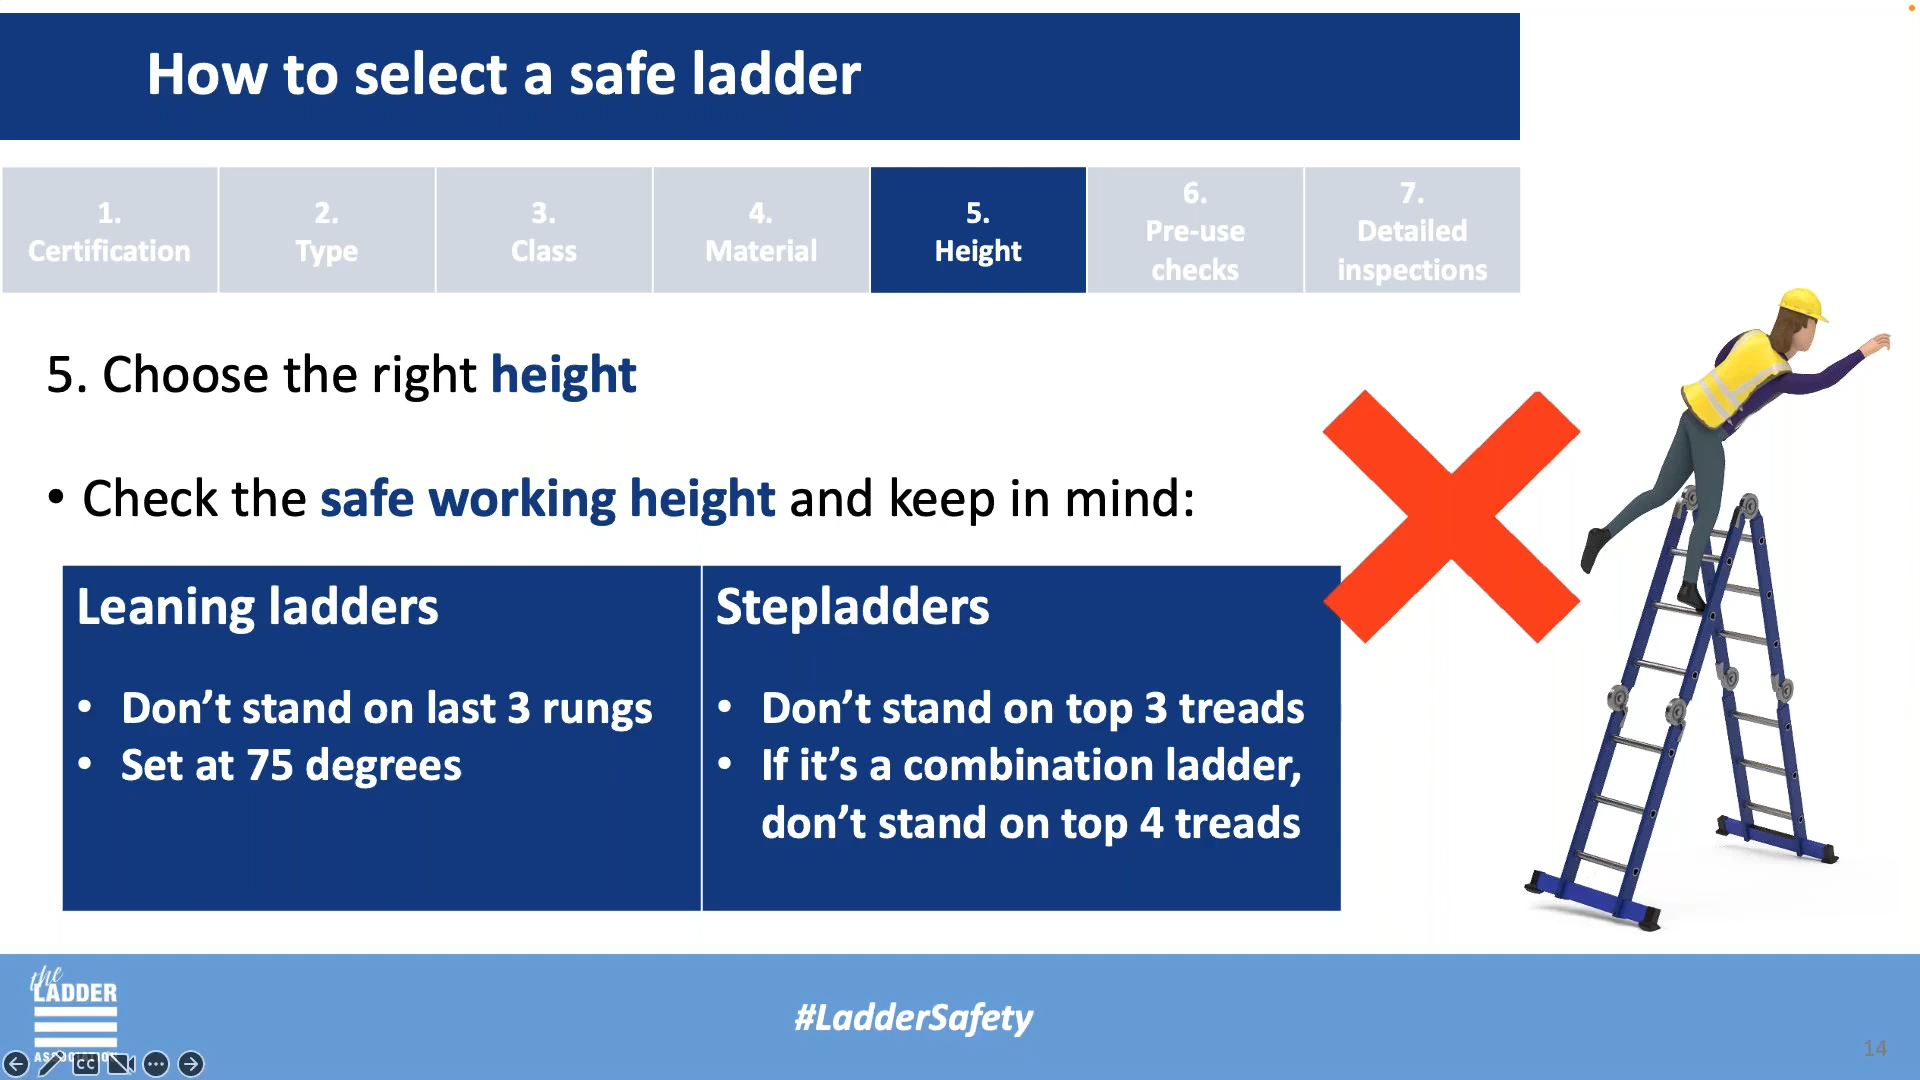 How to select a safe ladder
1.
Certification
2.
Type
3.
Class
4.
Material
5.
Height
6.
Pre-use
checks
7.
Detailed
inspections
5. Choose the right height
• Check the safe working height and keep in mind:
Leaning ladders
• Don’t stand on last 3 rungs
• Set at 75 degrees
Stepladders
• Don’t stand on top 3 treads
• If it’s a combination ladder,
don’t stand on top 4 treads
the
LADDER
ASSOCIATION
#LadderSafety
CC
14